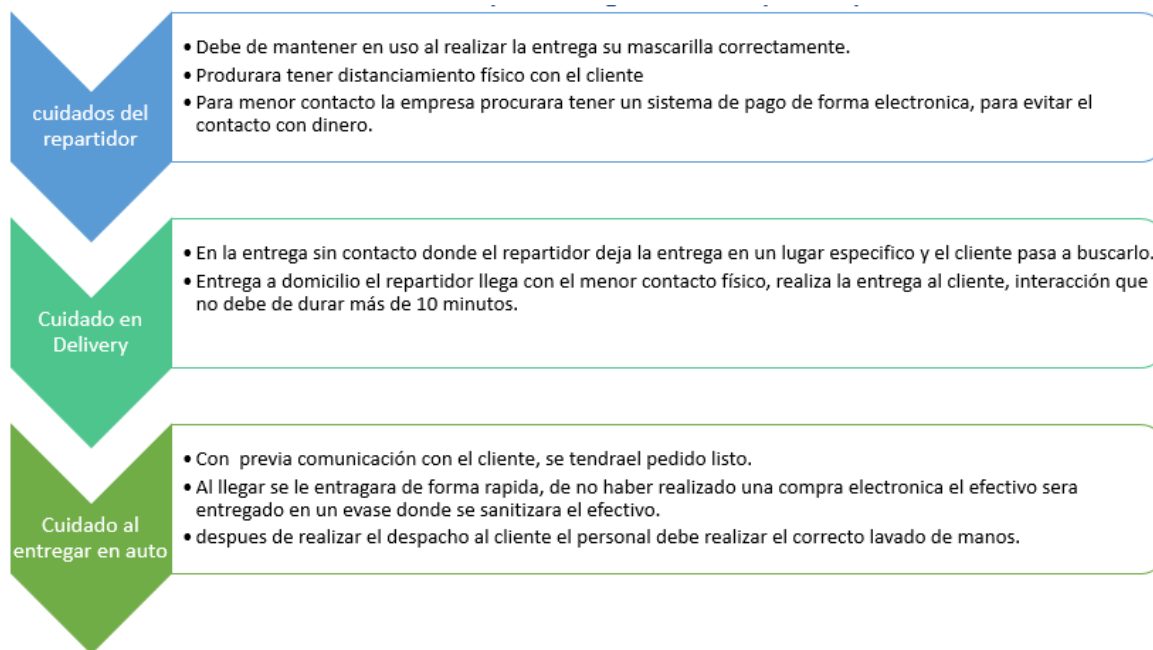 cuidados del
repartidor
• Debe de mantener en uso al realizar la entrega su mascarilla correctamente.
• Produrara tener distanciamiento físico con el cliente
• Para menor contacto la empresa procurara tener un sistema de pago de forma electronica, para evitar el
contacto con dinero.
Cuidado en
Delivery
• En la entrega sin contacto donde el repartidor deja la entrega en un lugar especifico y el cliente pasa a buscarlo.
• Entrega a domicilio el repartidor llega con el menor contacto físico, realiza la entrega al cliente, interacción que
no debe de durar más de 10 minutos.
Cuidado al
entregar en auto
• Con previa comunicación con el cliente, se tendrael pedido listo.
• Al llegar se le entragara de forma rapida, de no haber realizado una compra electronica el efectivo sera
entregado en un evase donde se sanitizara el efectivo.
• despues de realizar el despacho al cliente el personal debe realizar el correcto lavado de manos.